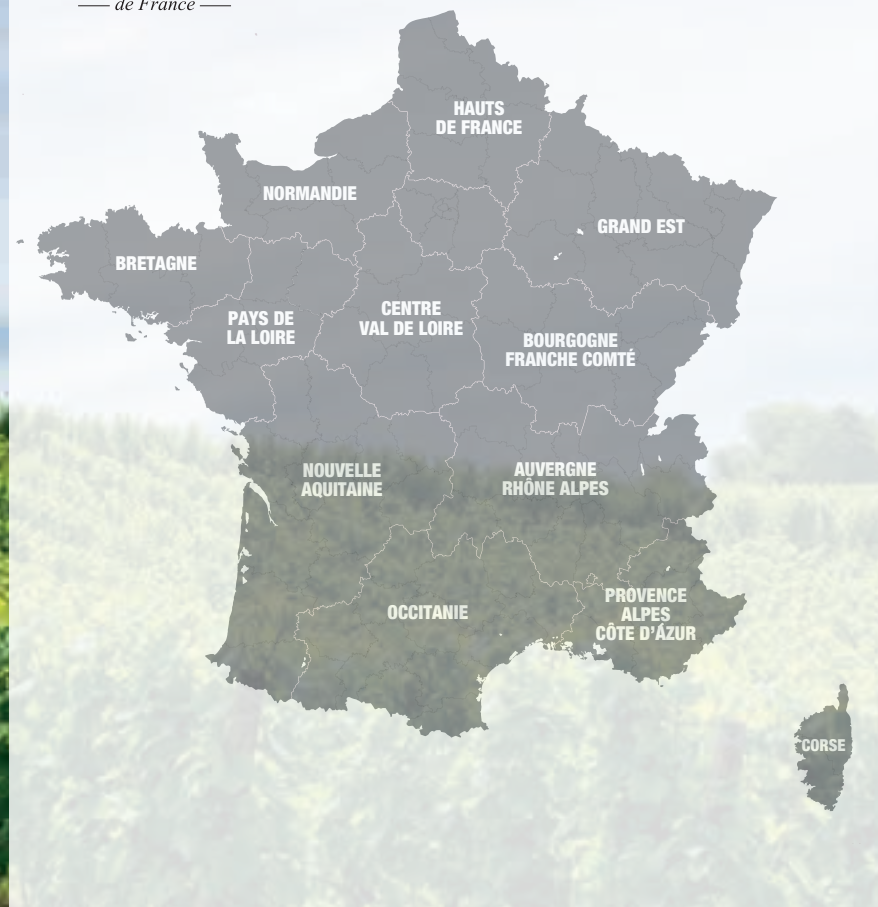 de France
HAUTS
DE FRANCE
NORMANDIE
GRAND EST
BRETAGNE
PAYS DE
LA LOIRE
CENTRE
VAL DE LOIRE
BOURGOGNE
FRANCHE COMTÉ
NOUVELLE
AQUITAINE
AUVERGNE
RHÔNE ALPES
OCCITANIE
PROVENCE
ALPES
CÔTE D'ÁZUR
CORSE